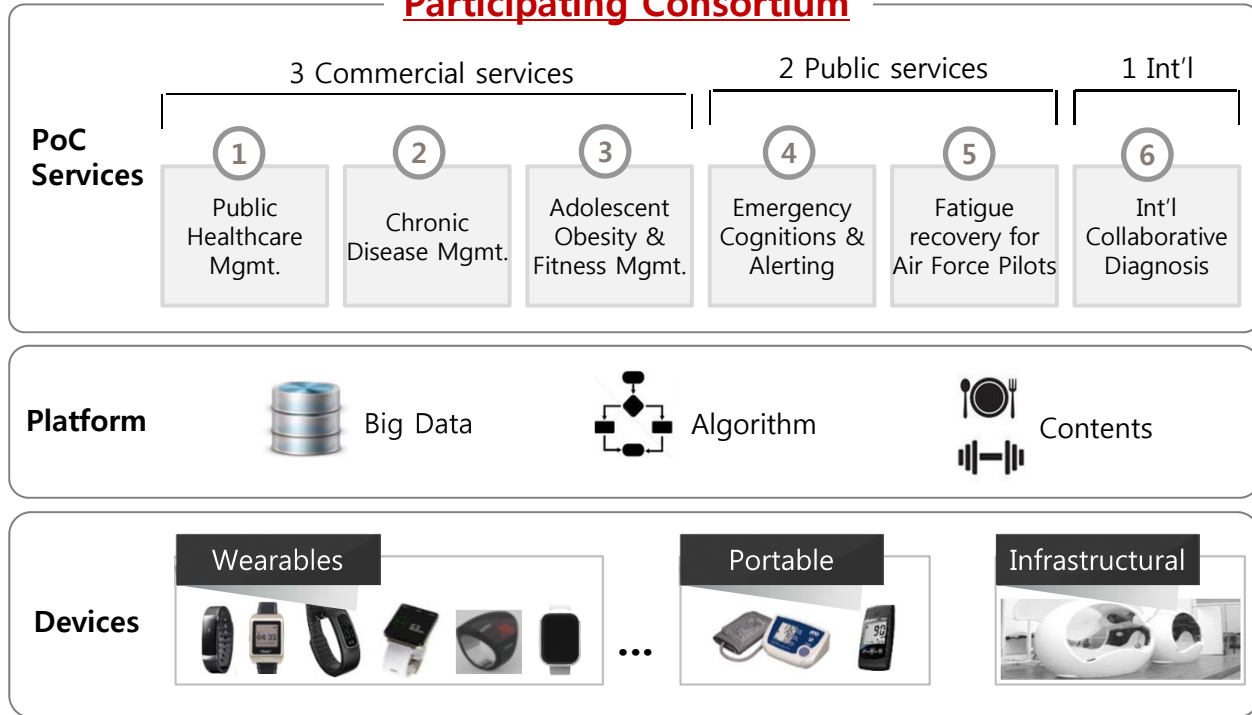 Participating Consortium
3 Commercial services
2 Public services
1 Int'l
PoC
Services
1
2
3
4
5
6
Public
Healthcare
Mgmt.
Chronic
Disease Mgmt.
Adolescent
Obesity &
Fitness Mgmt.
Emergency
Cognitions &
Alerting
Fatigue
recovery for
Air Force Pilots
Int'l
Collaborative
Diagnosis
Platform
Big Data
Algorithm
Contents
Devices
Wearables
Portable
Infrastructural
...